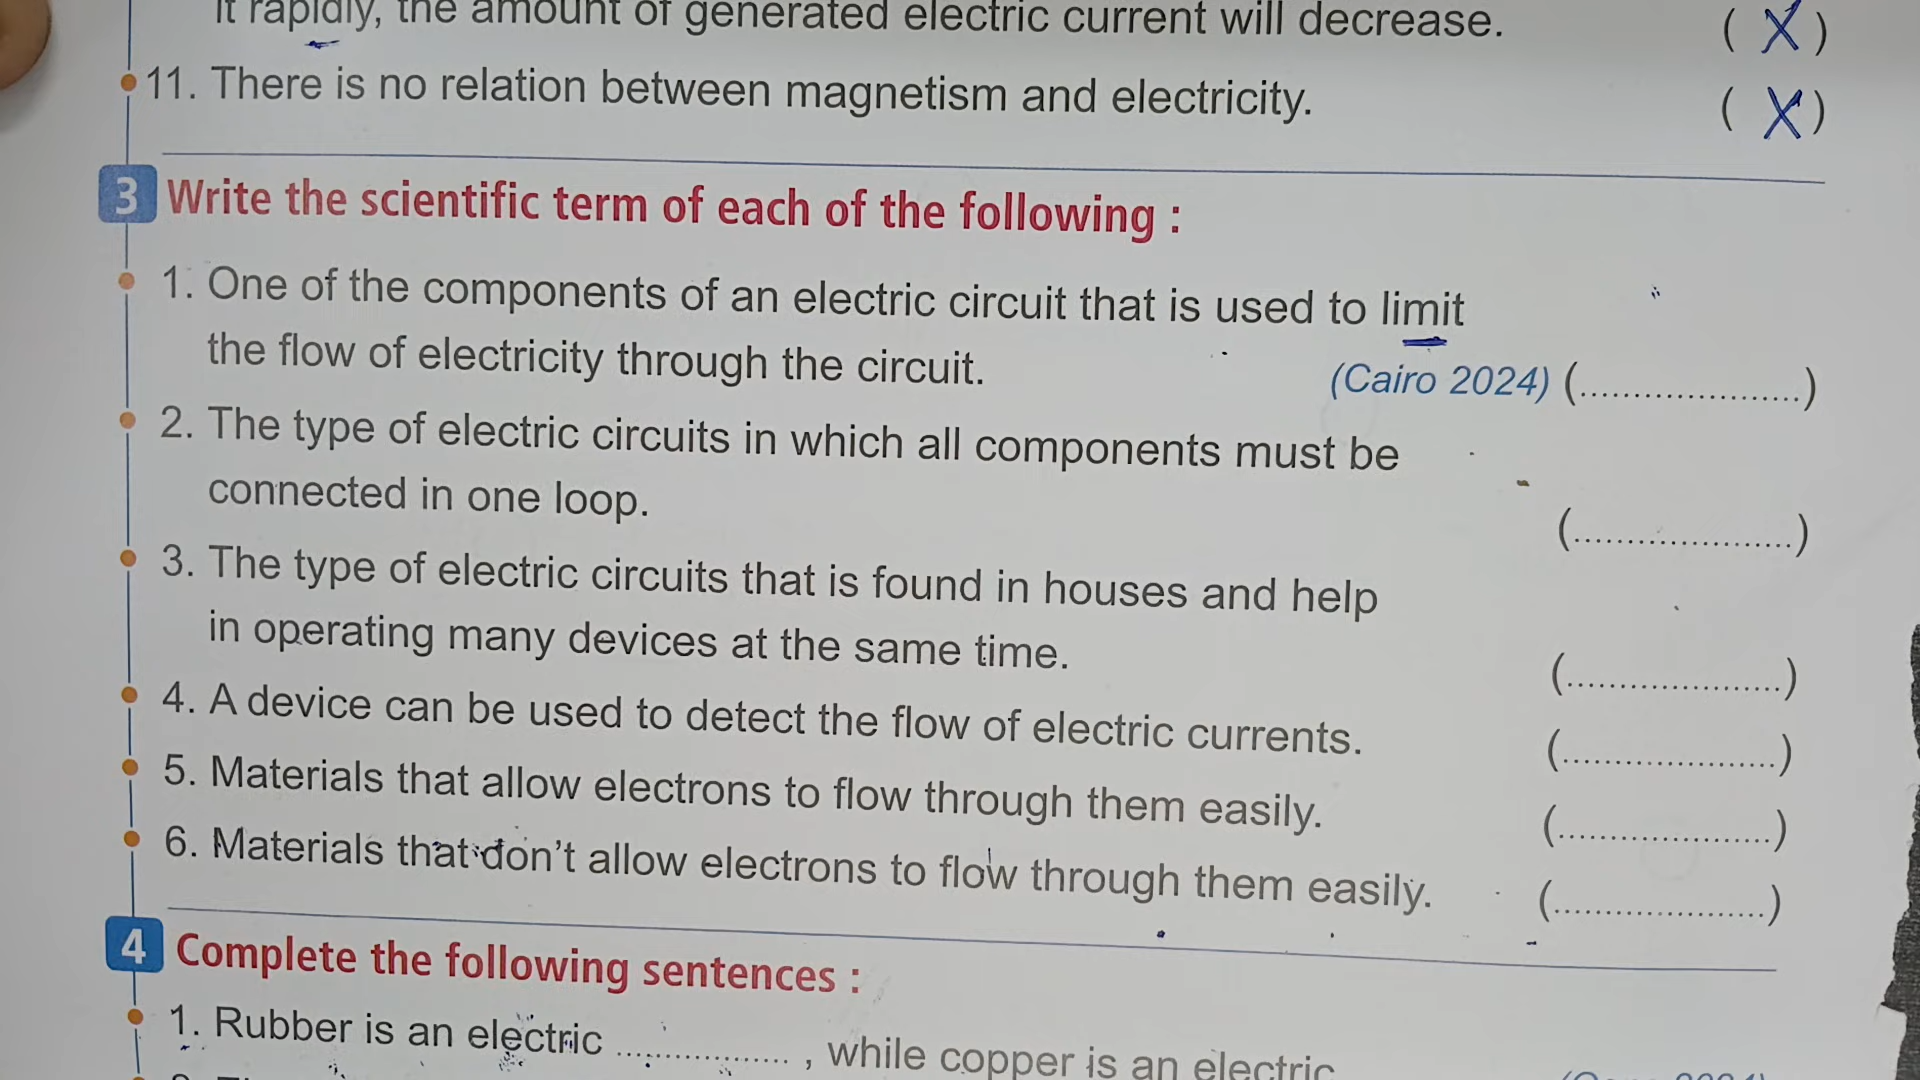 it rapidly, the amount of generated electric current will decrease. ( X )
11. There is no relation between magnetism and electricity. ( X )
3 Write the scientific term of each of the following :
1. One of the components of an electric circuit that is used to limit
the flow of electricity through the circuit. (Cairo 2024) (.....................)
2. The type of electric circuits in which all components must be
connected in one loop. (.....................)
3. The type of electric circuits that is found in houses and help
in operating many devices at the same time. (.....................)
4. A device can be used to detect the flow of electric currents. (.....................)
5. Materials that allow electrons to flow through them easily. (.....................)
6. Materials that don't allow electrons to flow through them easily. (.....................)
4 Complete the following sentences :
1. Rubber is an electric ................. , while copper is an electric